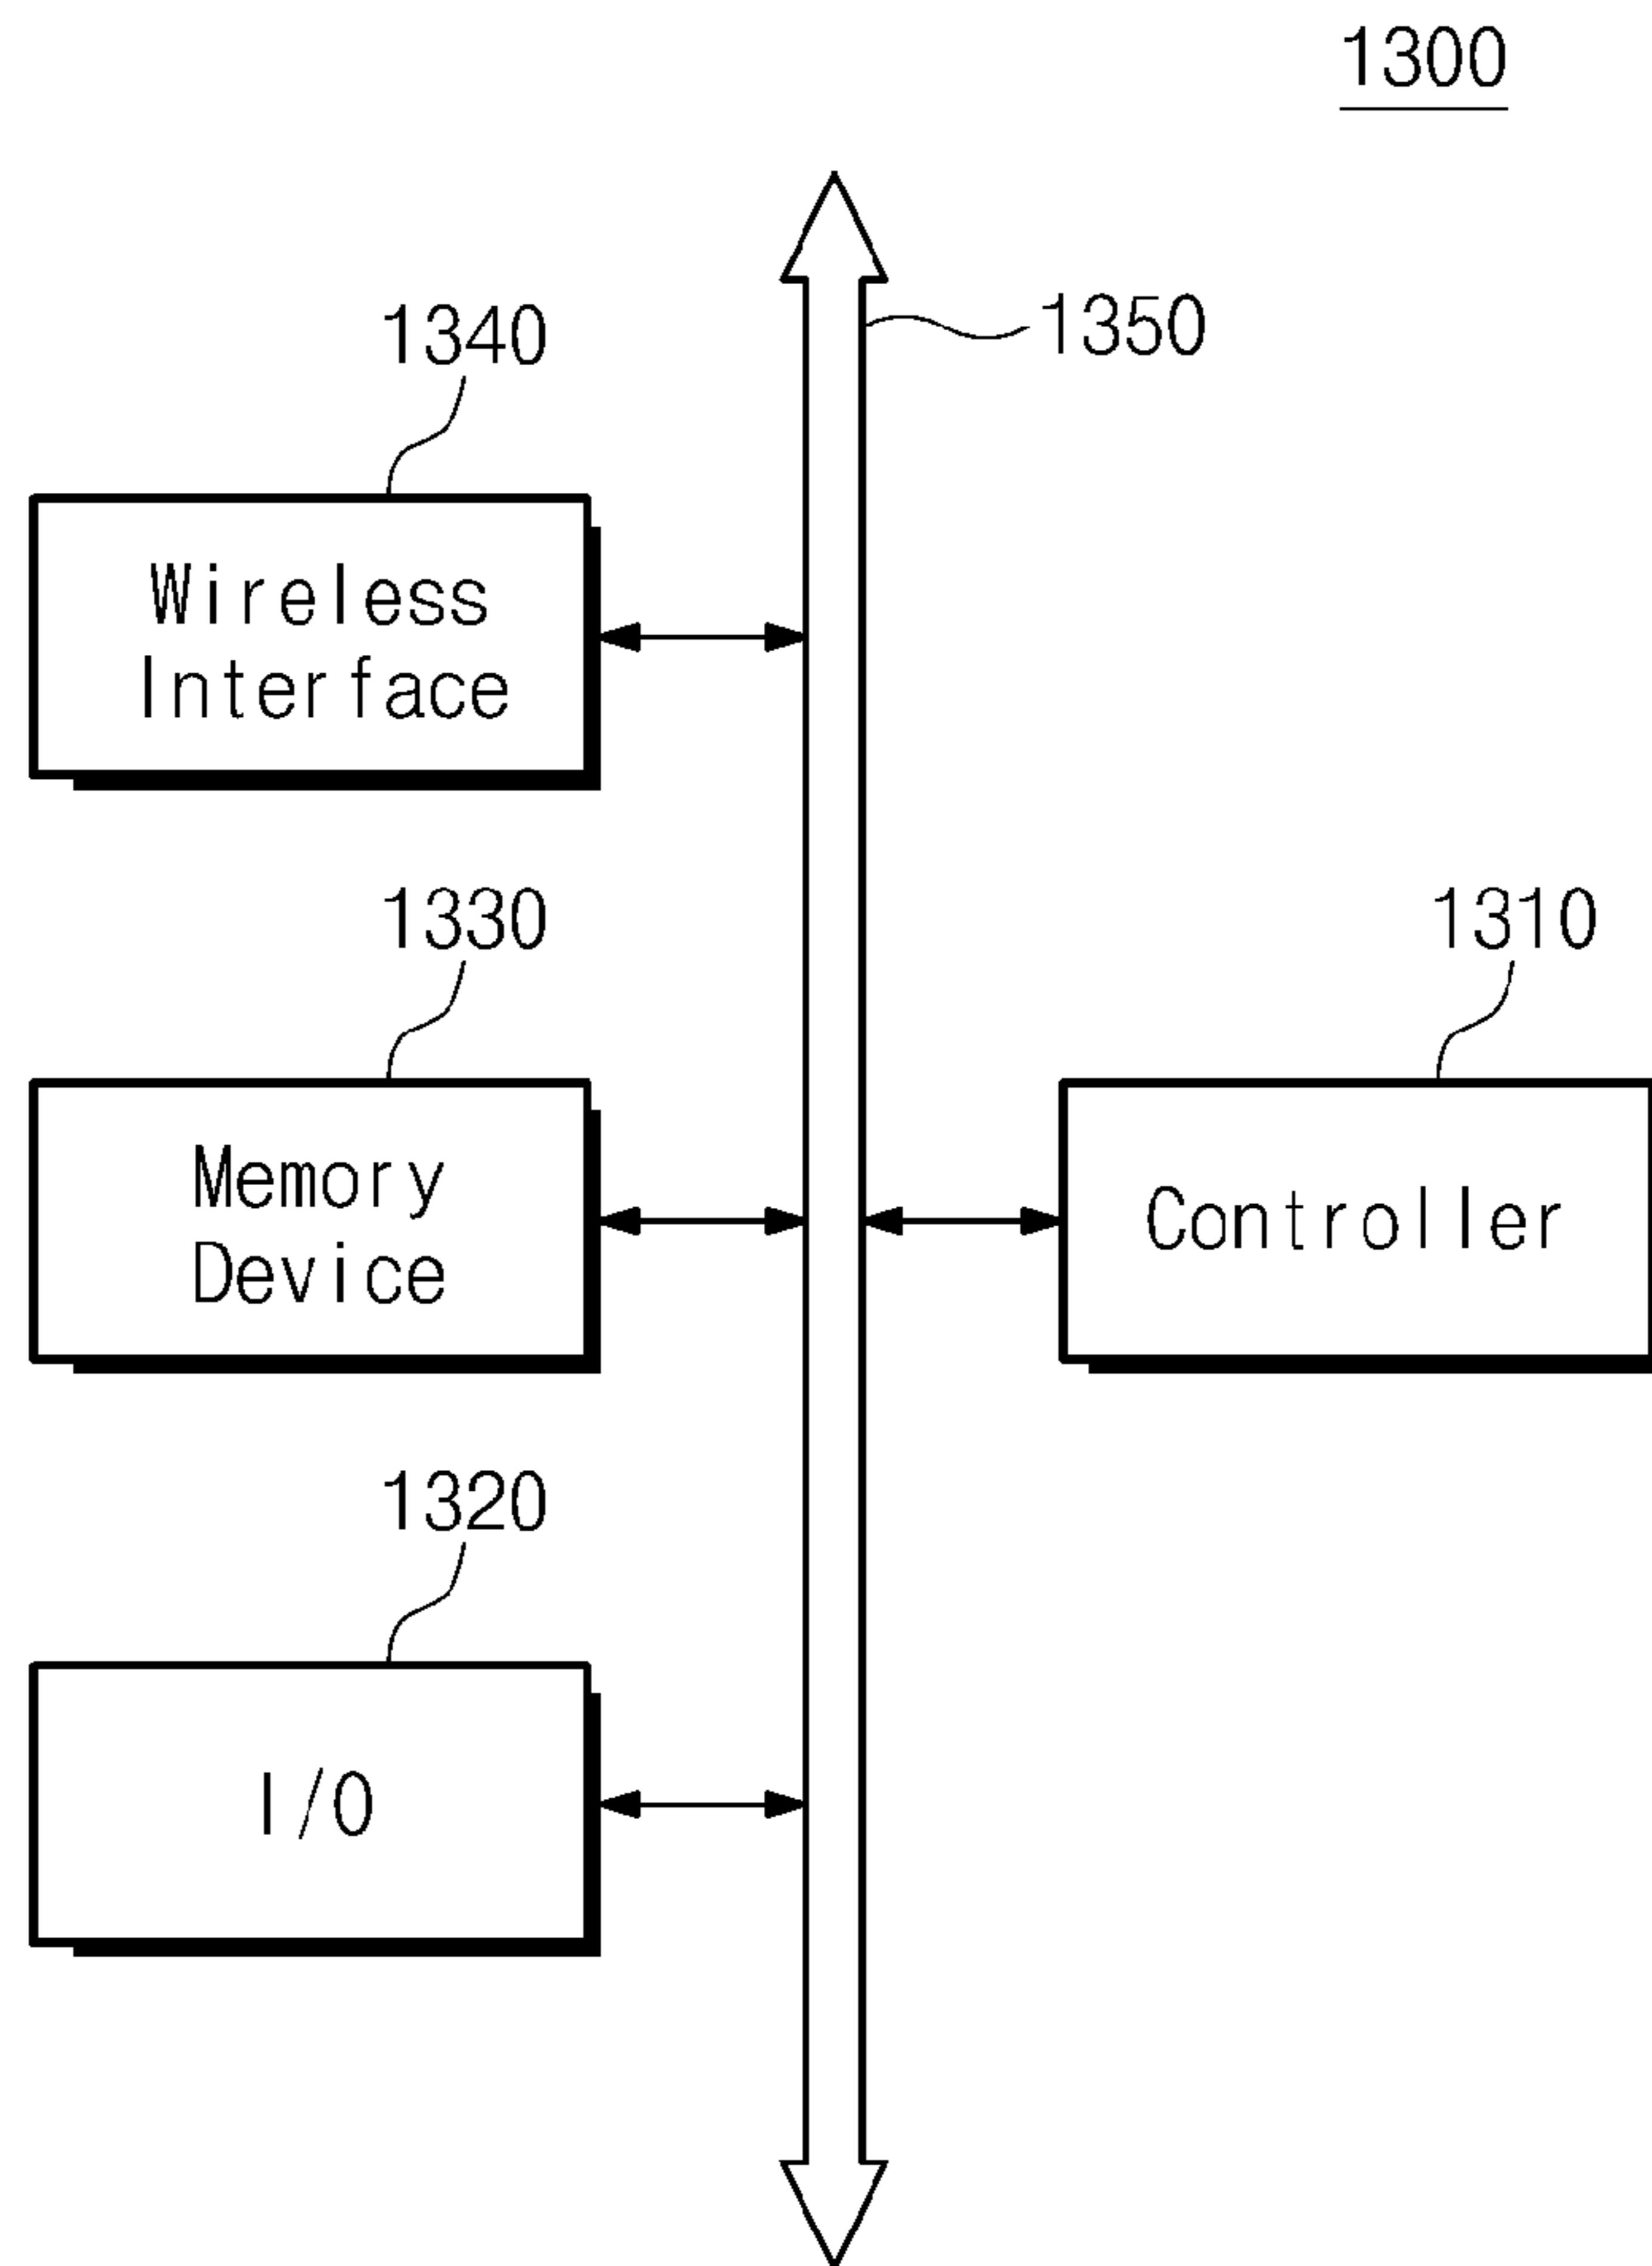 1300
1350
1340
Wireless
Interface
1330
1310
Memory
Device
Controller
1320
I/O